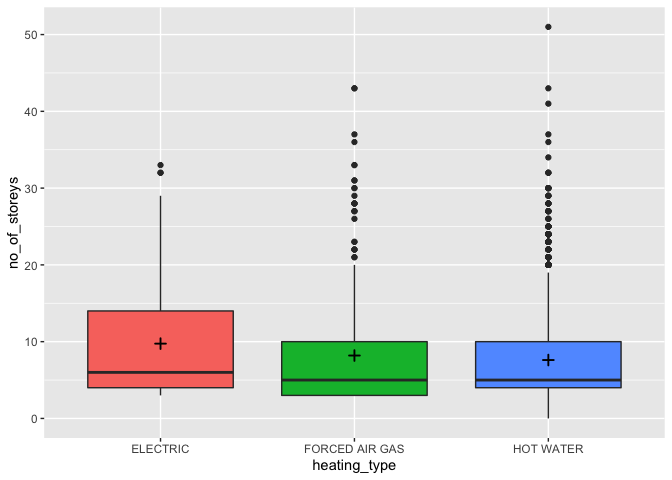 no_of_storeys
50
40
30
20
10
0
ELECTRIC
FORCED AIR GAS
HOT WATER
heating_type